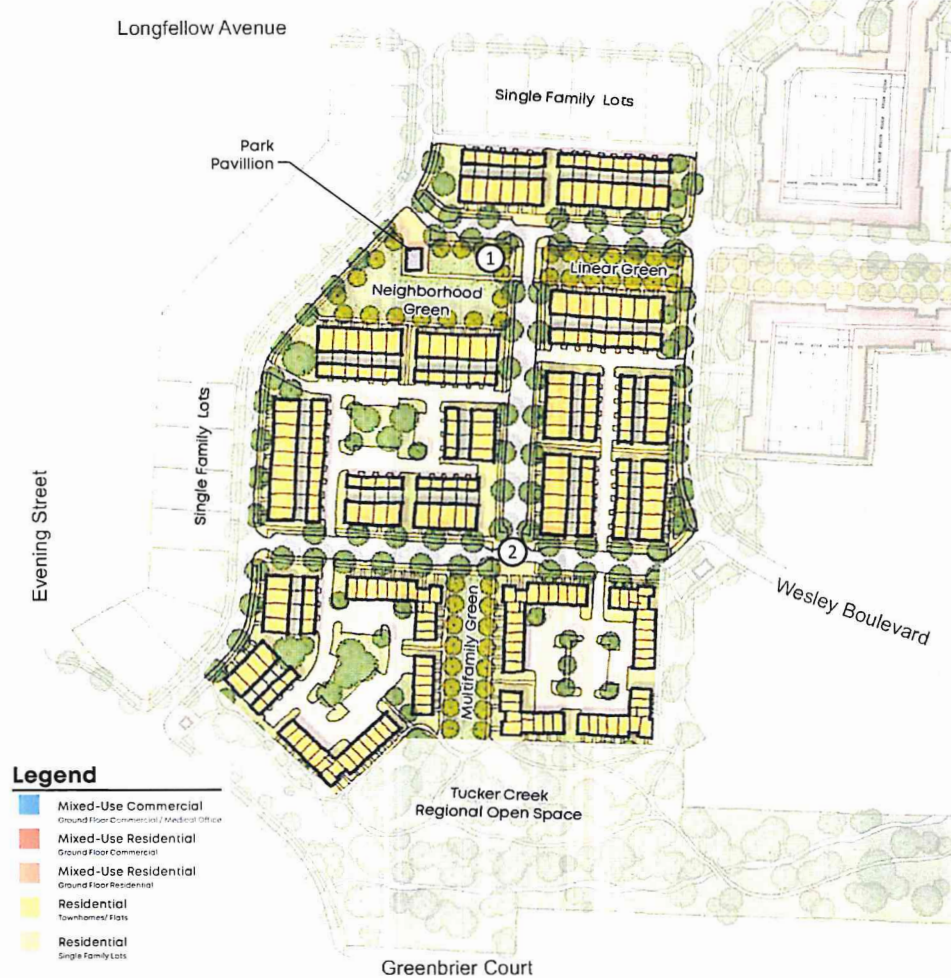 Longfellow Avenue
Single Family Lots
Park
Pavillion
1
Linear Green
Neighborhood
Green
Single Family Lots
Evening Street
2
Wesley Boulevard
Multifamily Green
Legend
Mixed-Use Commercial
Ground Floor Commercial / Medical Office
Mixed-Use Residential
Ground Floor Commercial
Mixed-Use Residential
Ground Floor Residential
Residential
Townhomes/ Flats
Residential
Single Family Lots
Tucker Creek
Regional Open Space
Greenbrier Court